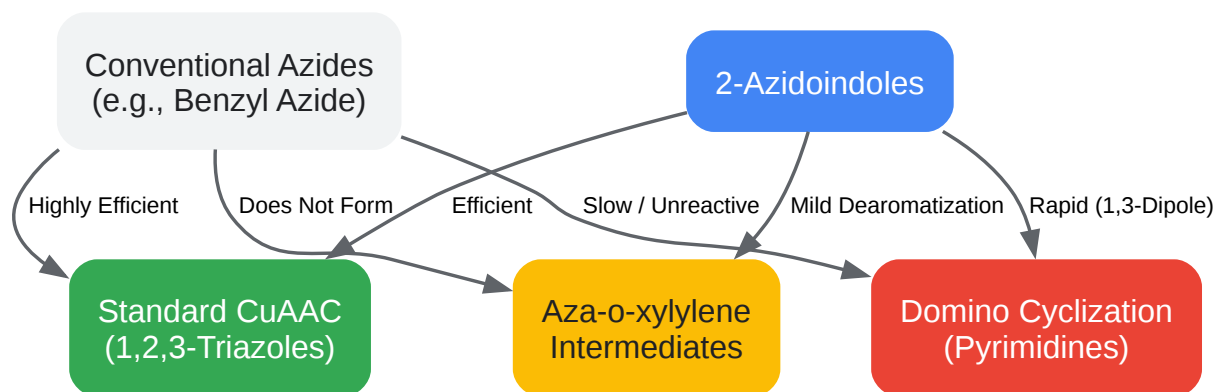 Conventional Azides
(e.g., Benzyl Azide)
2-Azidoindoles
Highly Efficient
Does Not Form
Efficient
Slow / Unreactive
Mild Dearomatization
Rapid (1,3-Dipole)
Standard CuAAC
(1,2,3-Triazoles)
Aza-o-xylylene
Intermediates
Domino Cyclization
(Pyrimidines)